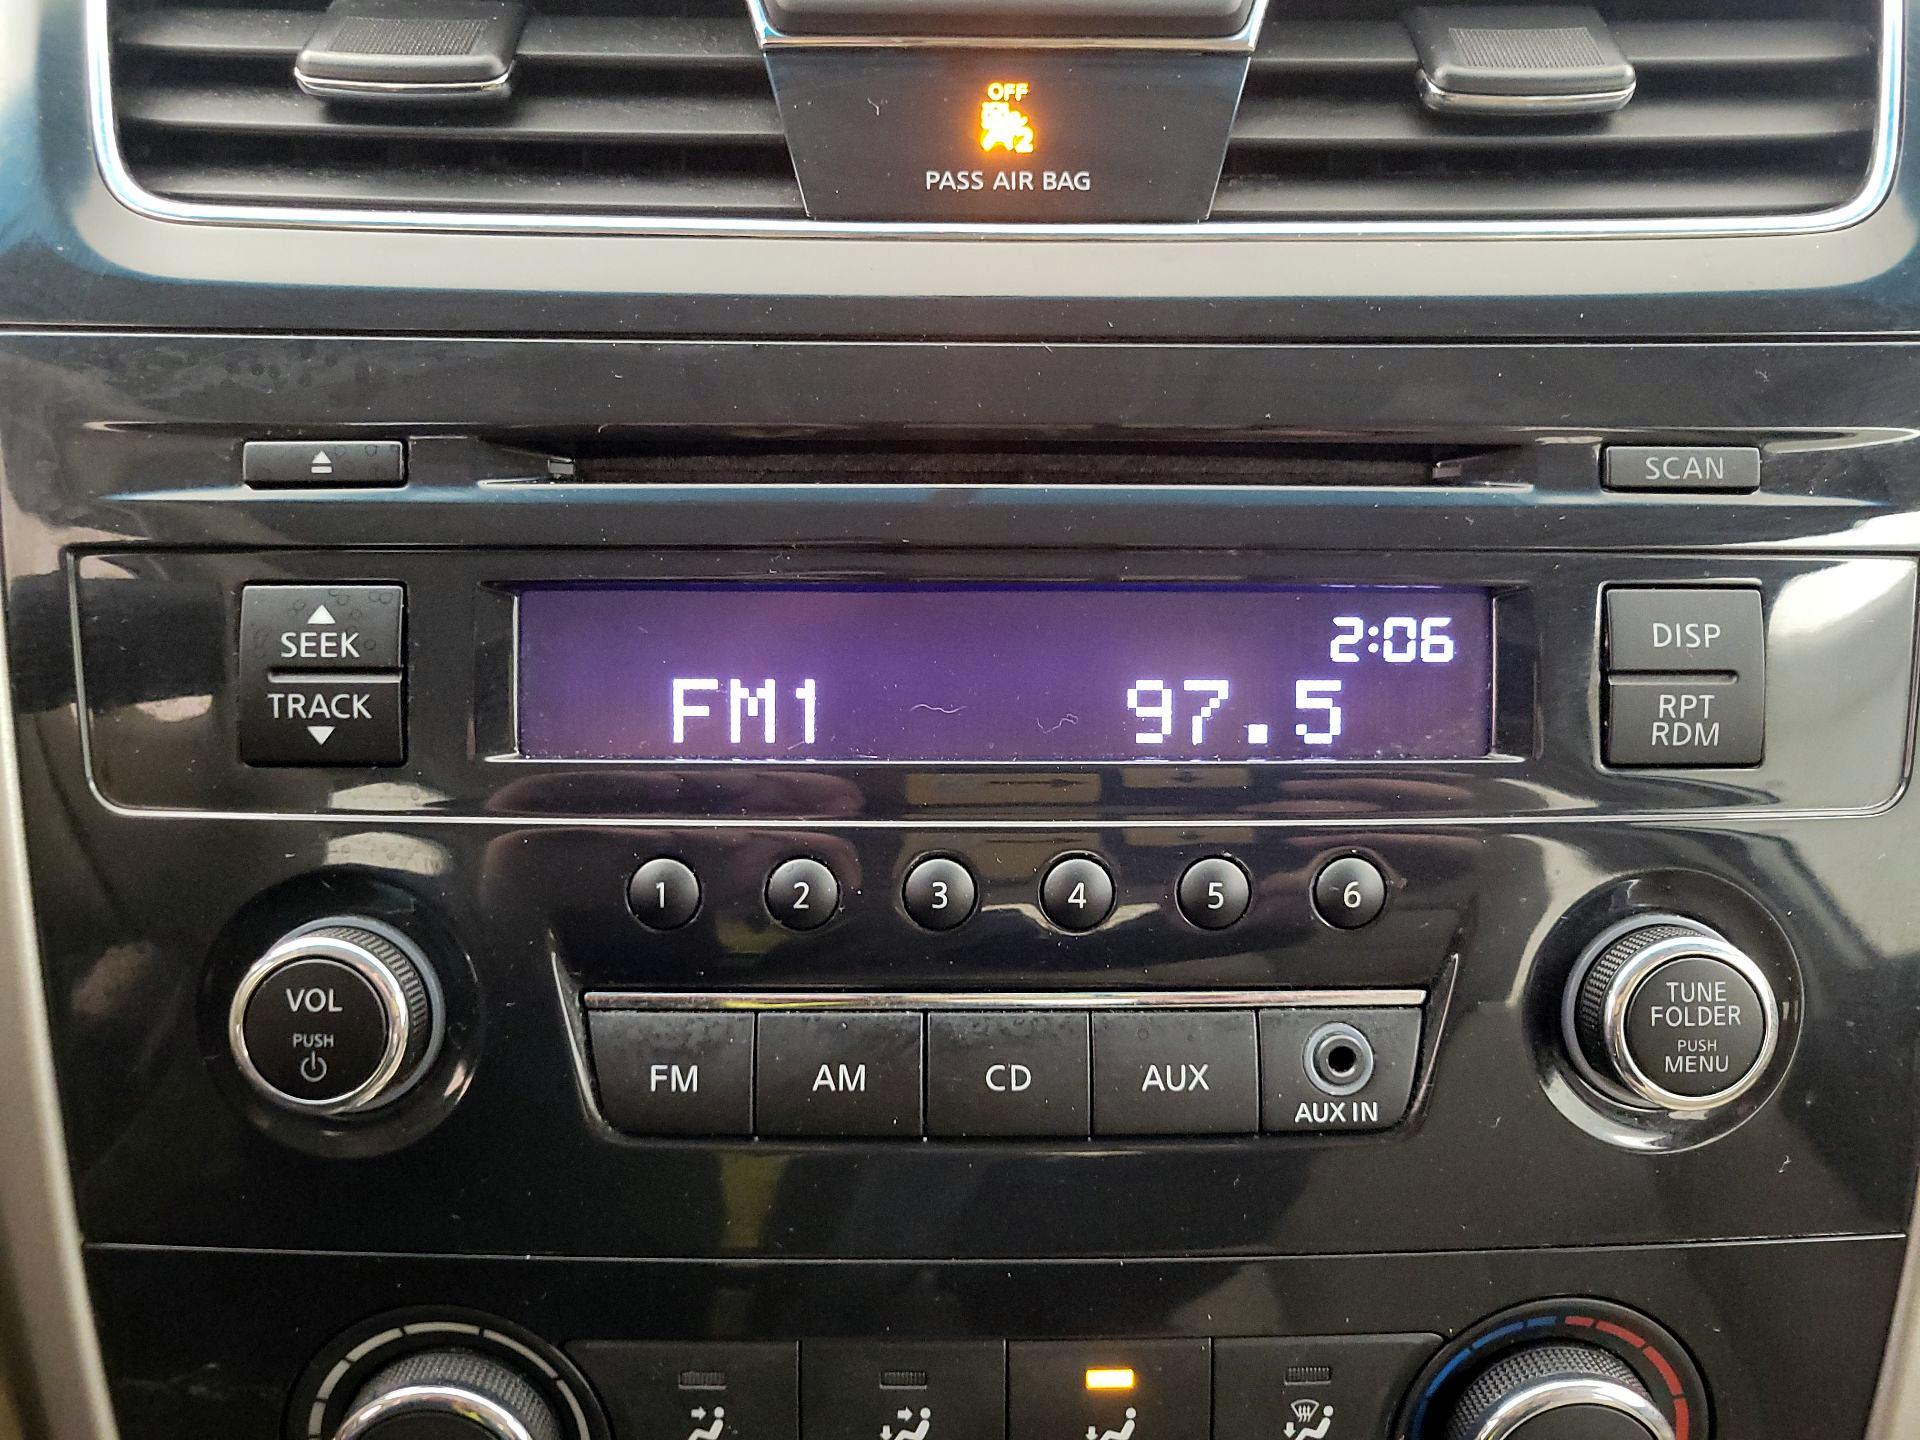 OFF
2
PASS AIR BAG
SCAN
SEEK
TRACK
2:06
FM1 97.5
DISP
RPT
RDM
1 2 3 4 5 6
VOL
PUSH
TUNE
FOLDER
PUSH
MENU
FM AM CD AUX
AUX IN